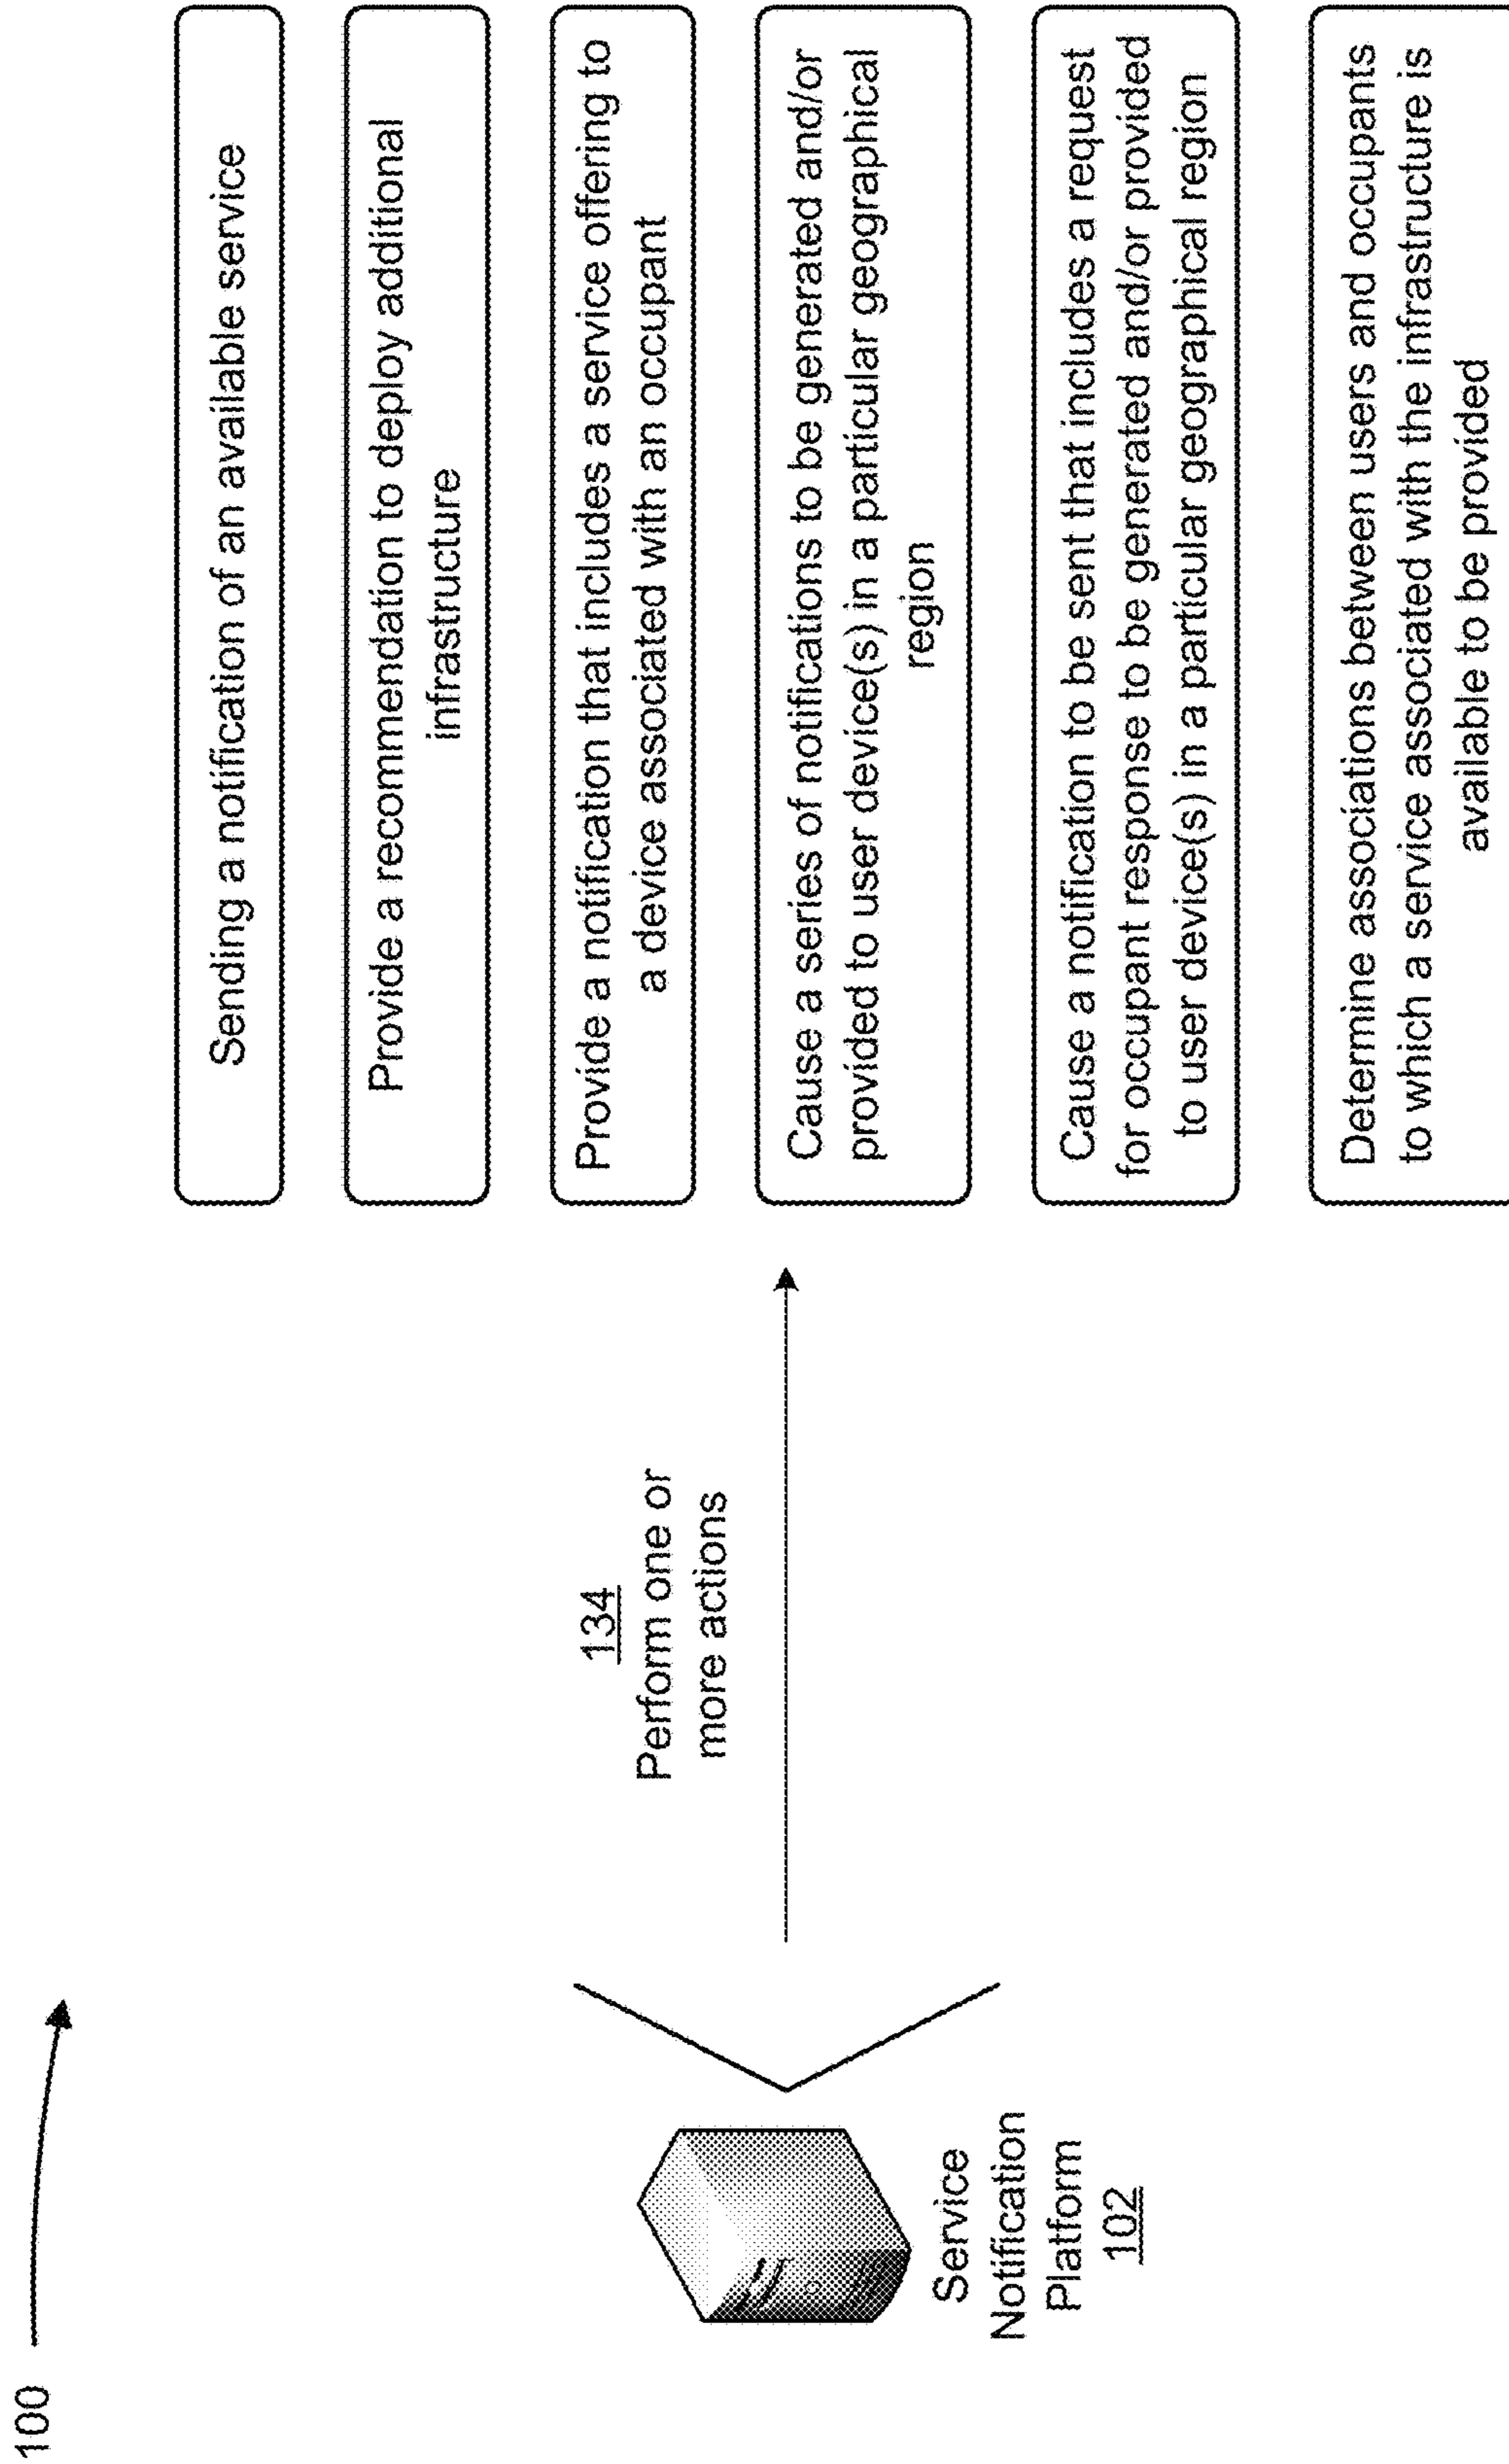 100
Service
Notification
Platform
102
134
Perform one or
more actions
Sending a notification of an available service
Provide a recommendation to deploy additional
infrastructure
Provide a notification that includes a service offering to
a device associated with an occupant
Cause a series of notifications to be generated and/or
provided to user device(s) in a particular geographical
region
Cause a notification to be sent that includes a request
for occupant response to be generated and/or provided
to user device(s) in a particular geographical region
Determine associations between users and occupants
to which a service associated with the infrastructure is
available to be provided